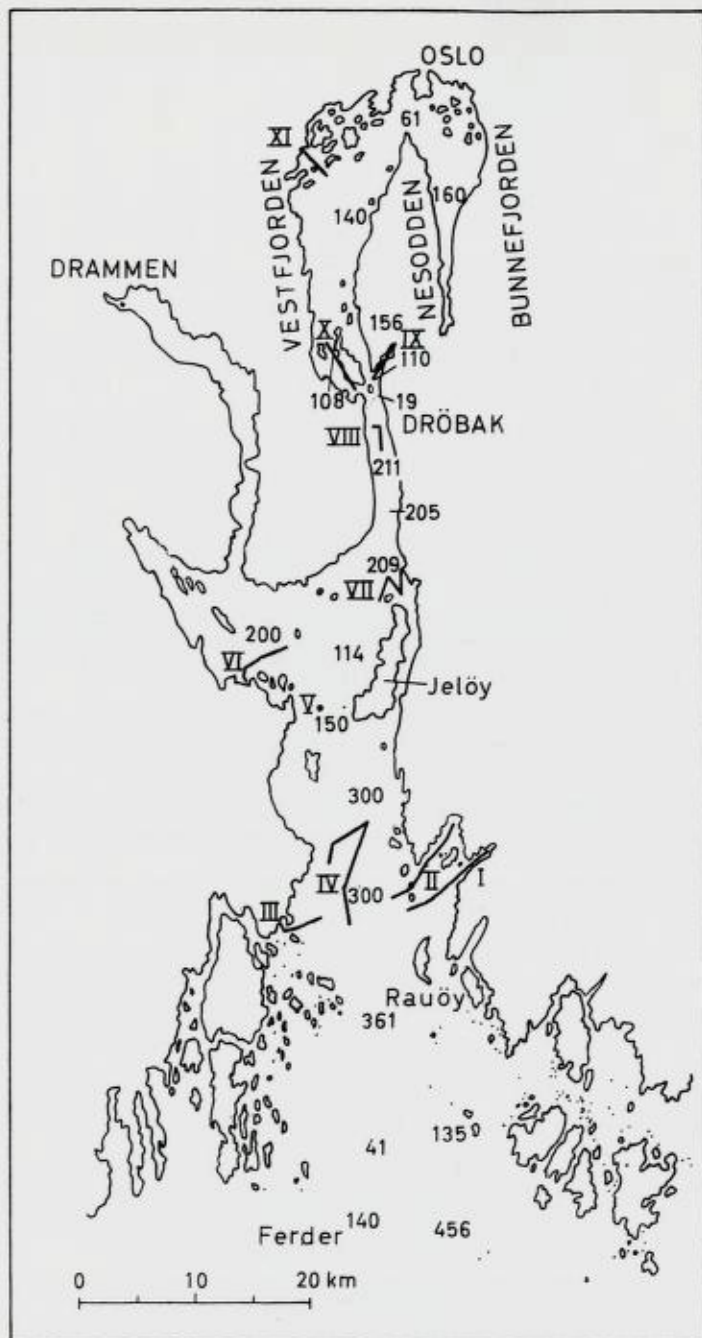 OSLO
61
XI
VESTFJORDEN
NESODDEN
BUNNEFJORDEN
160
140
DRAMMEN
156
X
IX
110
108
19
DRÖBAK
VIII
211
205
209
VII
200
114
VI
Jelöy
V
150
300
IV
II
I
300
III
Rauöy
361
41
135
Ferder
140
456
0 10 20 km